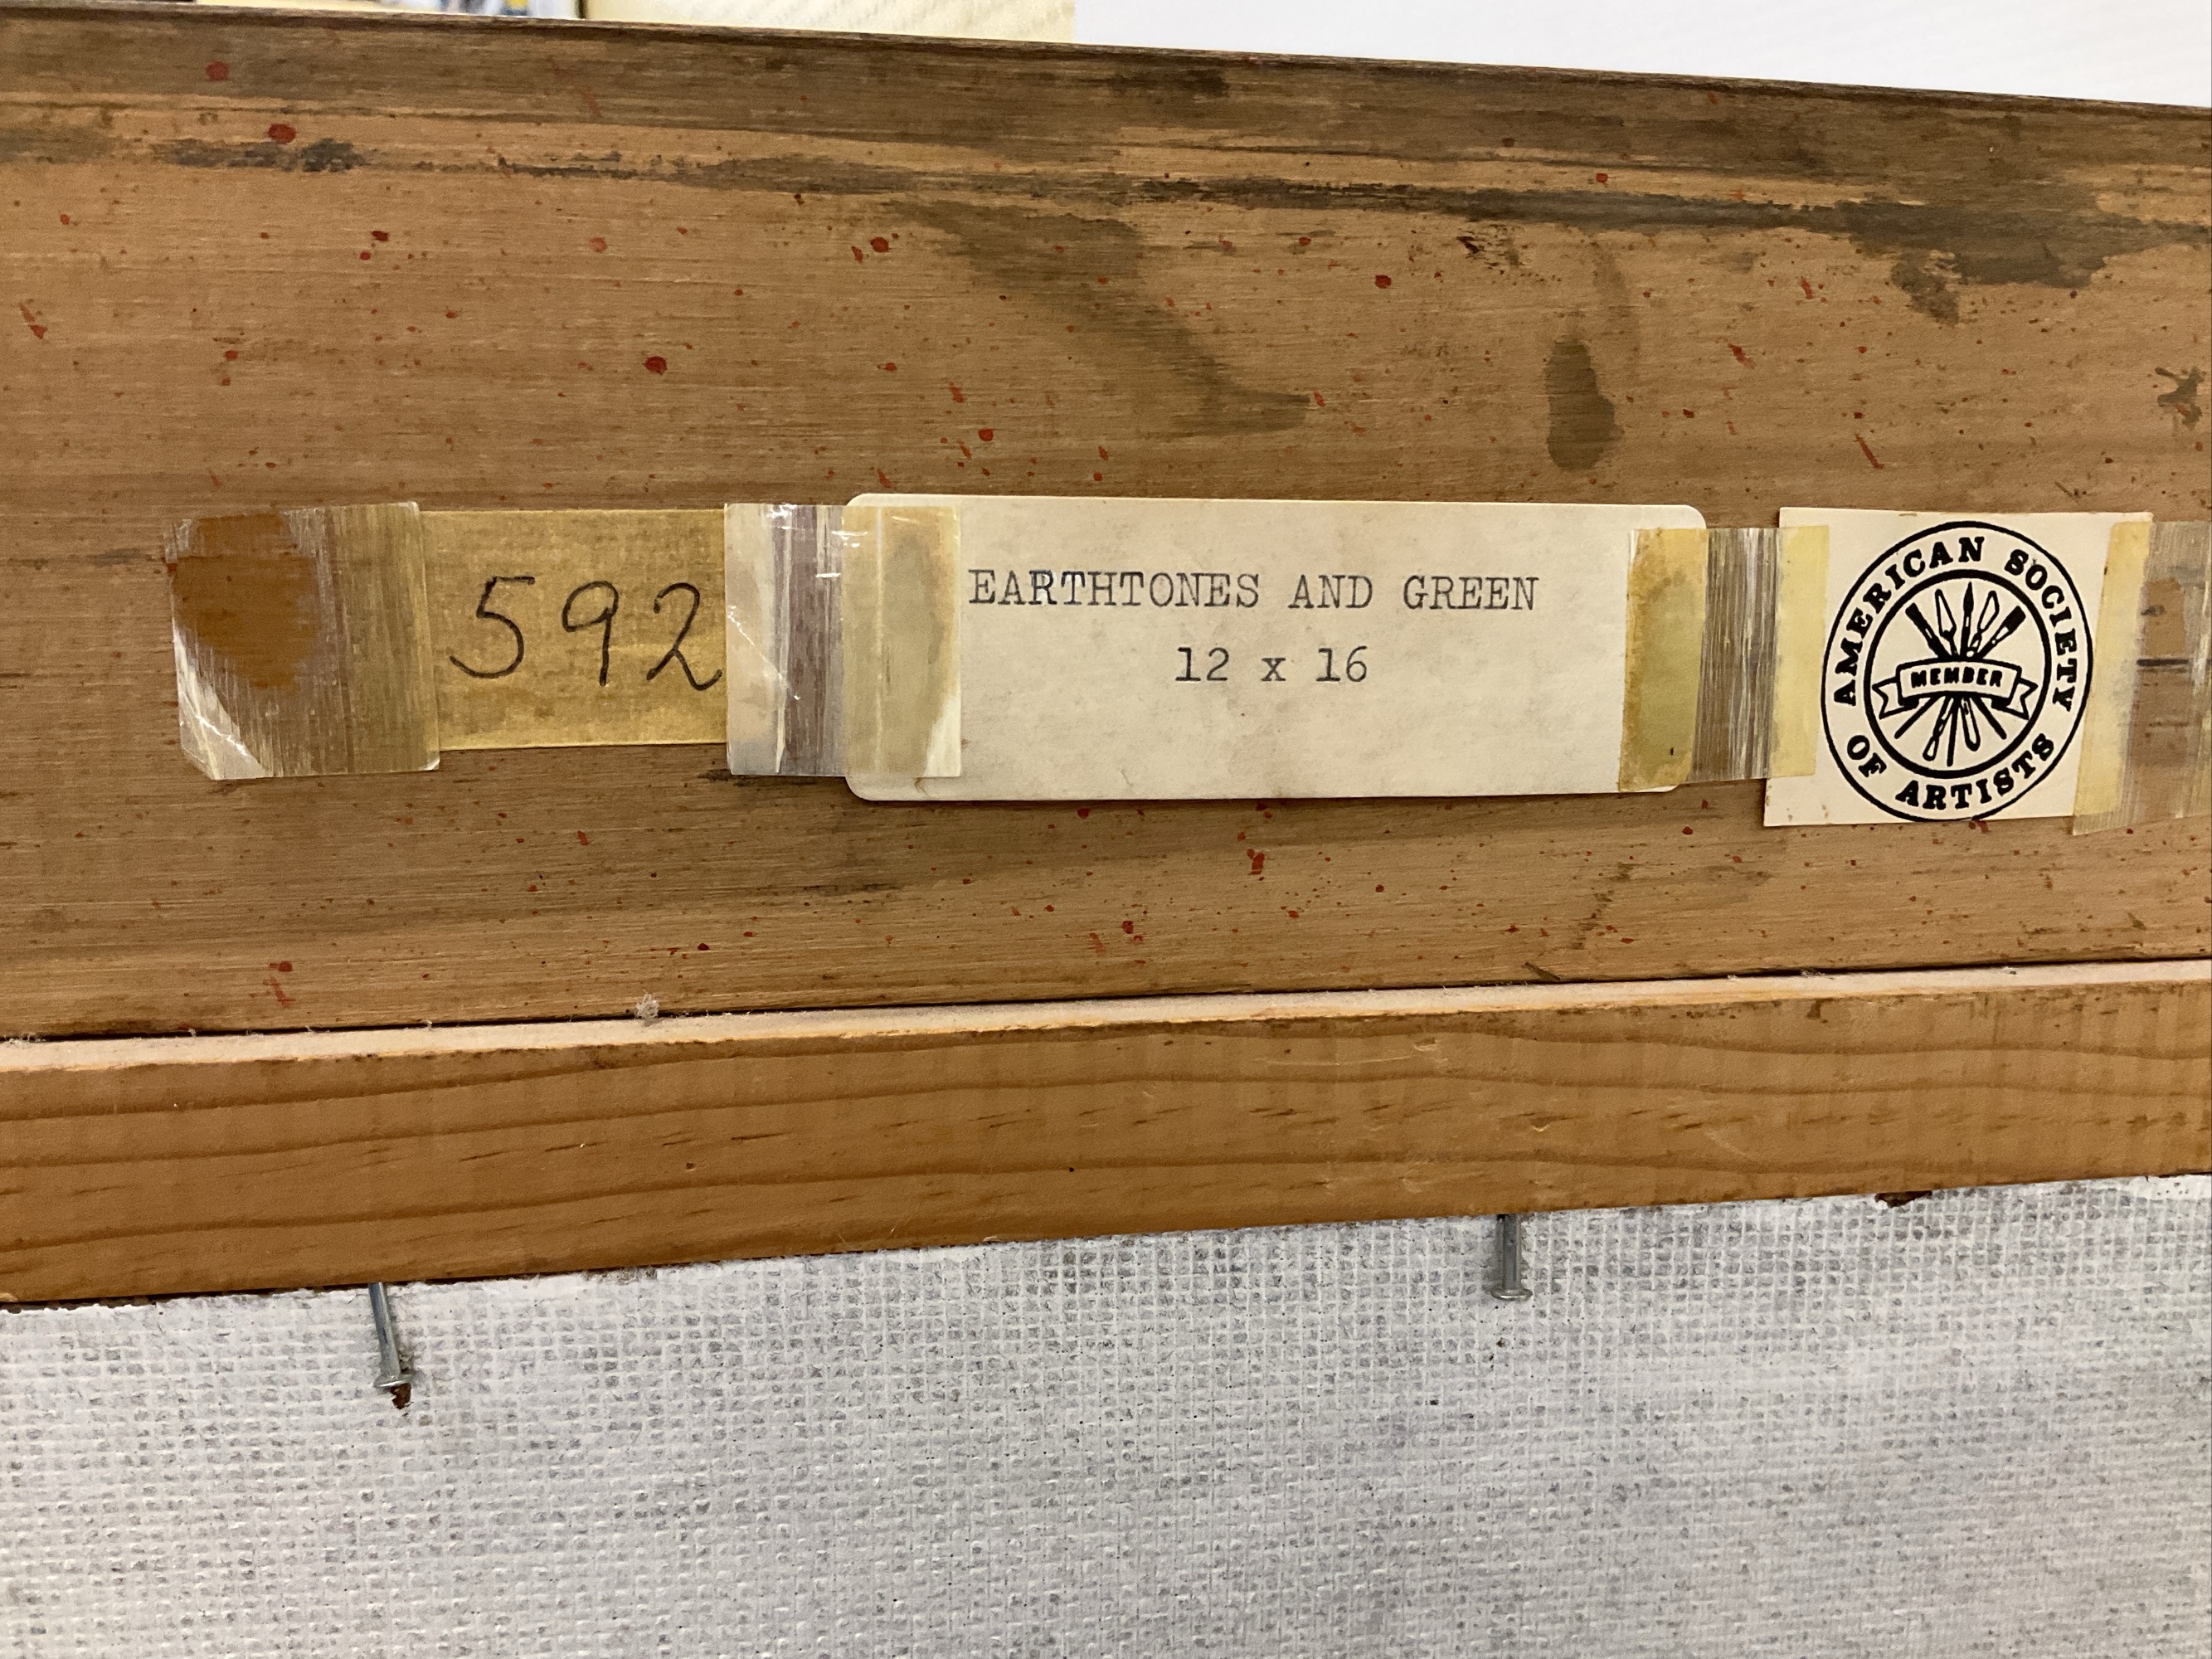 592
EARTHTONES AND GREEN
12 x 16
AMERICAN SOCIETY
OF ARTISTS
MEMBER